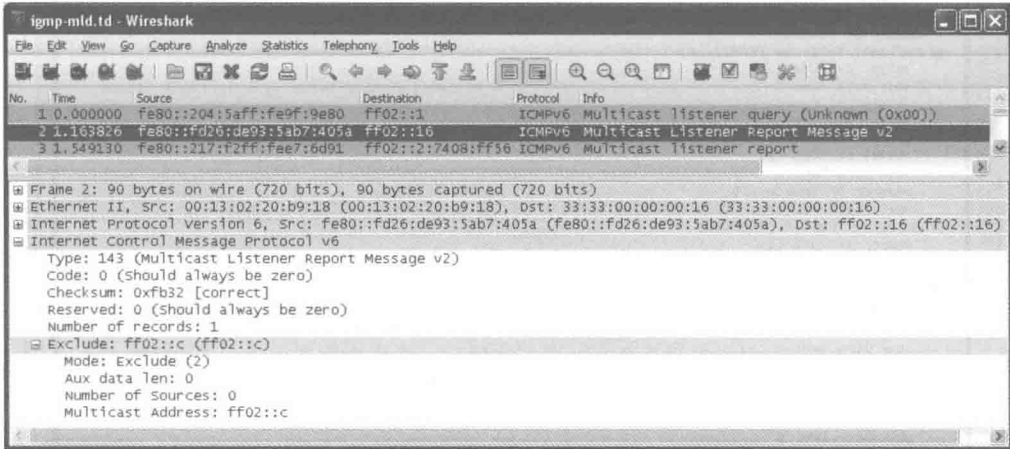 igmp-mld.td - Wireshark
File Edit View Go Capture Analyze Statistics Telephony Tools Help
No. Time Source Destination Protocol Info
1 0.000000 fe80::204:5aff:fe9f:9e80 ff02::1 ICMPv6 Multicast listener query (Unknown (0x00))
2 1.163826 fe80::fd26:de93:5ab7:405a ff02::16 ICMPv6 Multicast Listener Report Message v2
3 1.549130 fe80::217:f2ff:fee7:6d91 ff02::2:7408:ff56 ICMPv6 Multicast listener report
Frame 2: 90 bytes on wire (720 bits), 90 bytes captured (720 bits)
Ethernet II, Src: 00:13:02:20:b9:18 (00:13:02:20:b9:18), Dst: 33:33:00:00:00:16 (33:33:00:00:00:16)
Internet Protocol Version 6, Src: fe80::fd26:de93:5ab7:405a (fe80::fd26:de93:5ab7:405a), Dst: ff02::16 (ff02::16)
Internet Control Message Protocol v6
Type: 143 (Multicast Listener Report Message v2)
Code: 0 (Should always be zero)
Checksum: 0xfb32 [correct]
Reserved: 0 (Should always be zero)
Number of records: 1
Exclude: ff02::c (ff02::c)
Mode: Exclude (2)
Aux data len: 0
Number of Sources: 0
Multicast Address: ff02::c